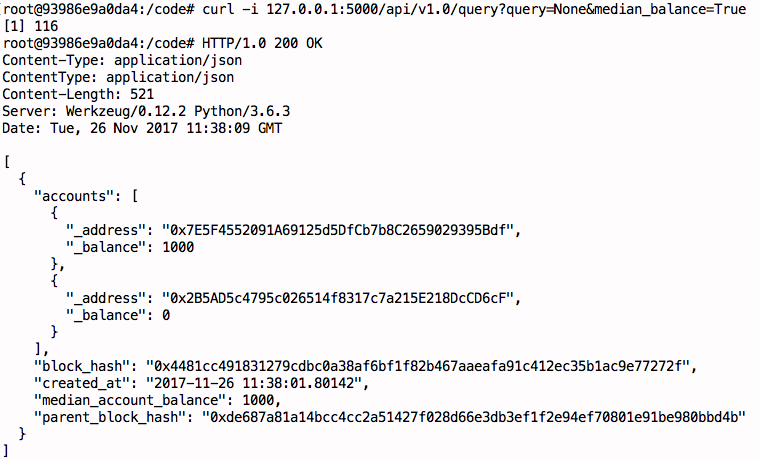 root@93986e9a0da4:/code# curl -i 127.0.0.1:5000/api/v1.0/query?query=None&median_balance=True
[1] 116
root@93986e9a0da4:/code# HTTP/1.0 200 OK
Content-Type: application/json
ContentType: application/json
Content-Length: 521
Server: Werkzeug/0.12.2 Python/3.6.3
Date: Tue, 26 Nov 2017 11:38:09 GMT

[
  {
    "accounts": [
      {
        "_address": "0x7E5F4552091A69125d5DfCb7b8C2659029395Bdf",
        "_balance": 1000
      },
      {
        "_address": "0x2B5AD5c4795c026514f8317c7a215E218DcCD6cF",
        "_balance": 0
      }
    ],
    "block_hash": "0x4481cc491831279cdbc0a38af6bf1f82b467aaeafa91c412ec35b1ac9e77272f",
    "created_at": "2017-11-26 11:38:01.80142",
    "median_account_balance": 1000,
    "parent_block_hash": "0xde687a81a14bcc4cc2a51427f028d66e3db3ef1f2e94ef70801e91be980bbd4b"
  }
]